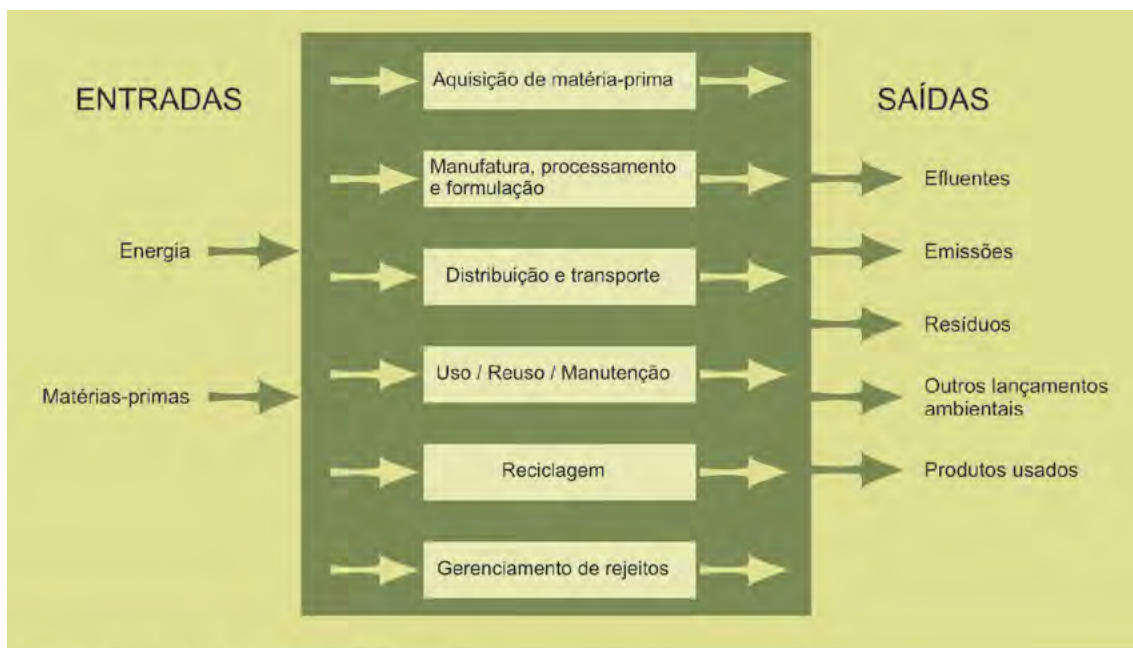 ENTRADAS
Energia
Matérias-primas
Aquisição de matéria-prima
Manufatura, processamento
e formulação
Distribuição e transporte
Uso / Reuso / Manutenção
Reciclagem
Gerenciamento de rejeitos
SAÍDAS
Efluentes
Emissões
Resíduos
Outros lançamentos
ambientais
Produtos usados